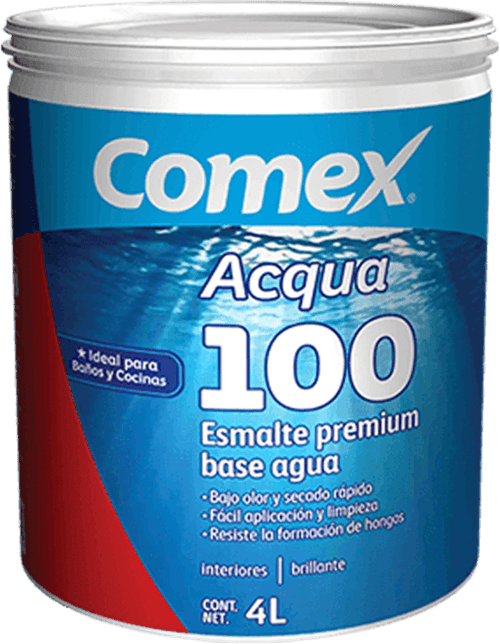 Comex®
Acqua
100
★ Ideal para
Baños y Cocinas
Esmalte premium
base agua
• Bajo olor y secado rápido
• Fácil aplicación y limpieza
• Resiste la formación de hongos
interiores | brillante
CONT.
NET. 4L